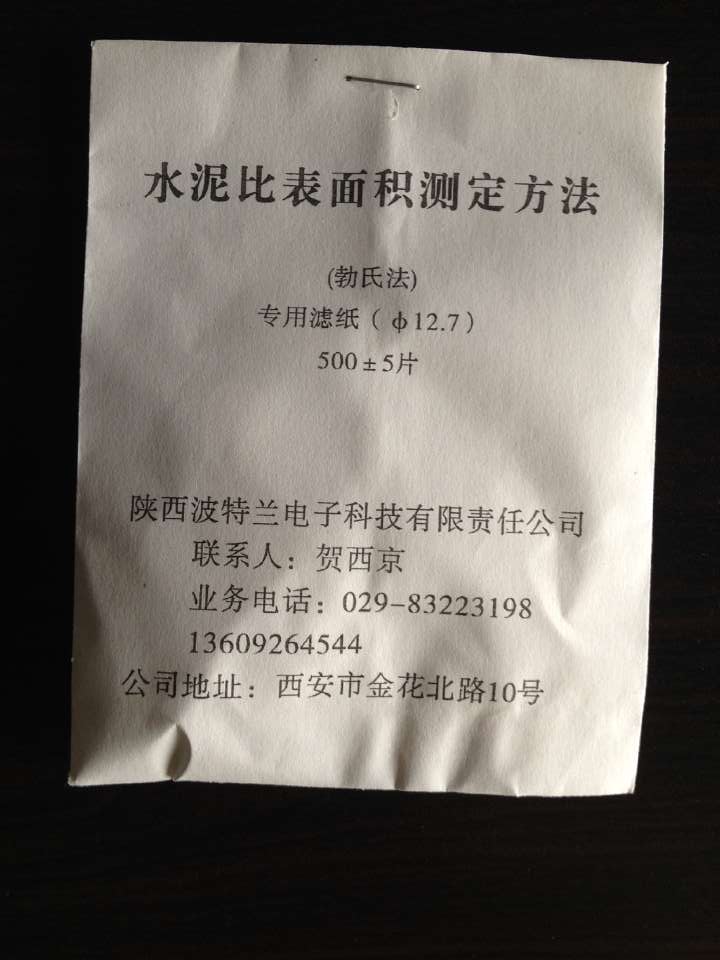 水泥比表面积测定方法
(勃氏法)
专用滤纸（φ12.7）
500±5片
陕西波特兰电子科技有限责任公司
联系人：贺西京
业务电话：029-83223198
13609264544
公司地址：西安市金花北路10号